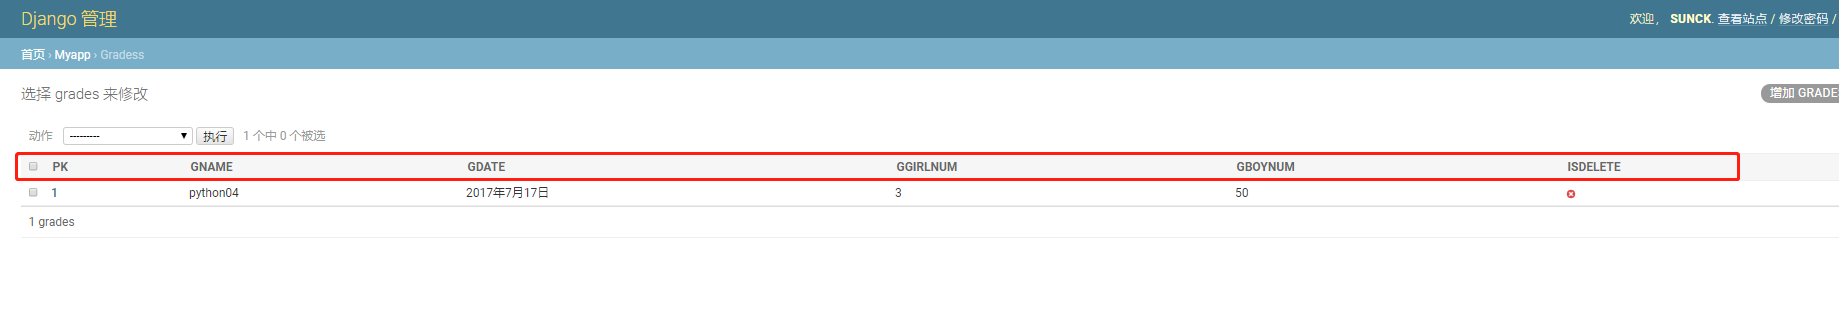 Django 管理
欢迎， SUNCK. 查看站点 / 修改密码 /
首页 › Myapp › Gradess
选择 grades 来修改
增加 GRADE
动作 --------- 执行 1 个中 0 个被选
PK GNAME GDATE GGIRLNUM GBOYNUM ISDELETE
1 python04 2017年7月17日 3 50
1 grades